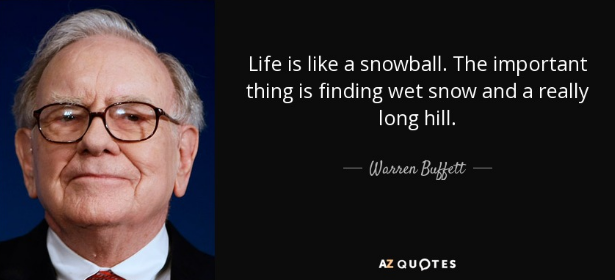 Life is like a snowball. The important
thing is finding wet snow and a really
long hill.
Warren Buffett
AZ QUOTES